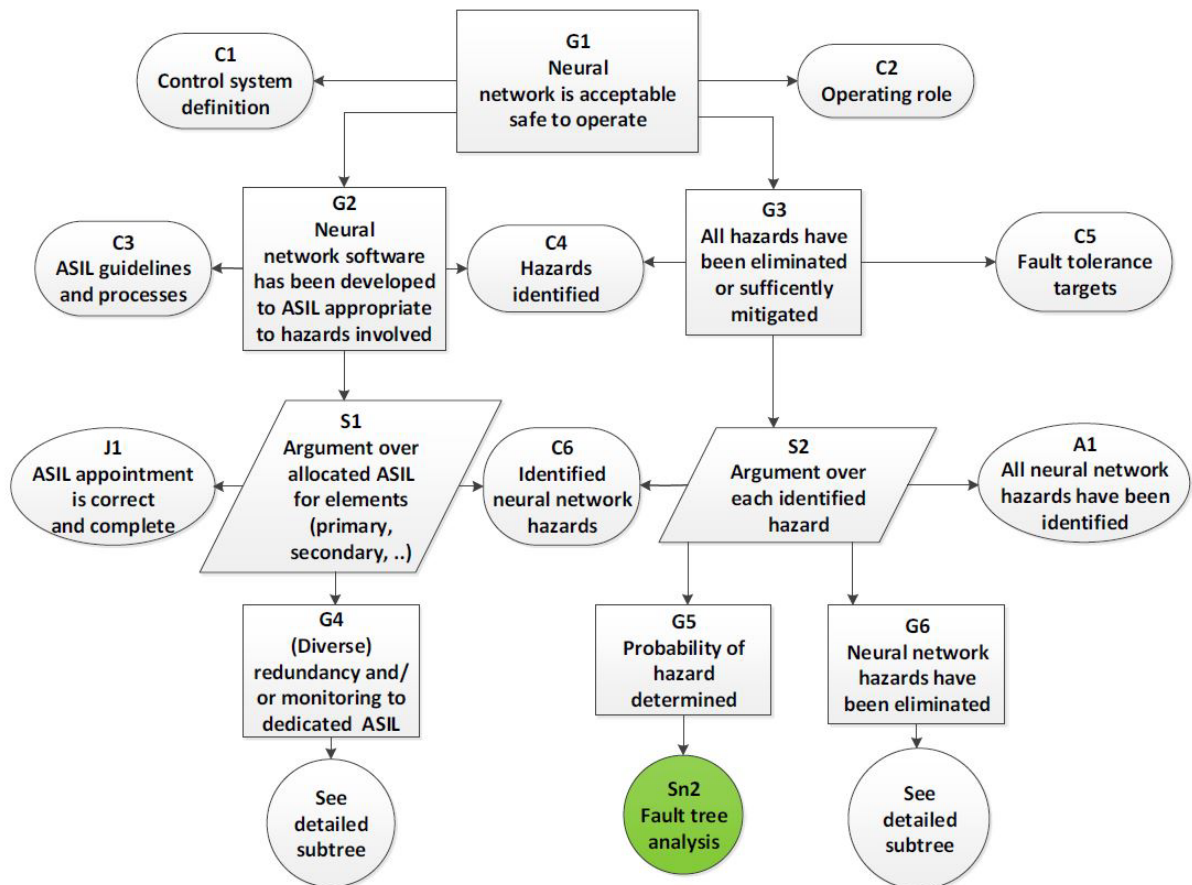 G1
Neural
network is acceptable
safe to operate
C1
Control system
definition
C2
Operating role
G2
Neural
network software
has been developed
to ASIL appropriate
to hazards involved
G3
All hazards have
been eliminated
or sufficently
mitigated
C3
ASIL guidelines
and processes
C4
Hazards
identified
C5
Fault tolerance
targets
S1
Argument over
allocated ASIL
for elements
(primary,
secondary, ..)
S2
Argument over
each identified
hazard
J1
ASIL appointment
is correct
and complete
C6
Identified
neural network
hazards
A1
All neural network
hazards have been
identified
G4
(Diverse)
redundancy and/
or monitoring to
dedicated ASIL
G5
Probability of
hazard
determined
G6
Neural network
hazards have
been eliminated
See
detailed
subtree
Sn2
Fault tree
analysis
See
detailed
subtree